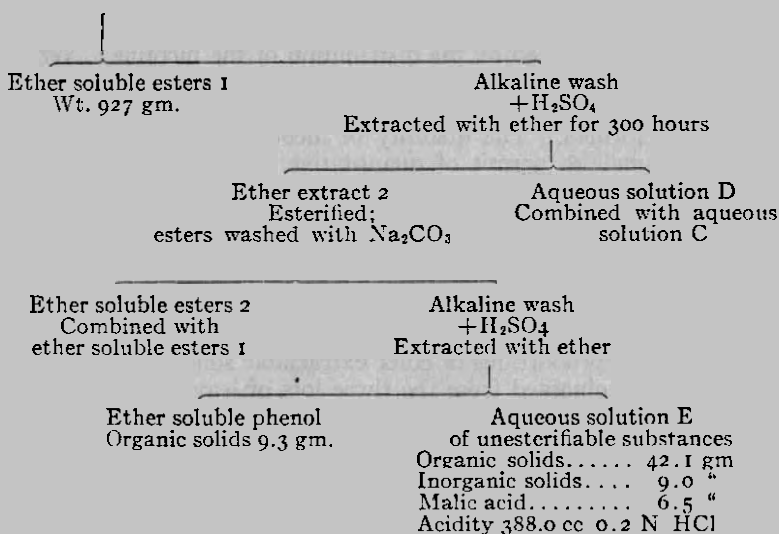 Ether soluble esters 1
Wt. 927 gm.
Alkaline wash
+H₂SO₄
Extracted with ether for 300 hours
Ether extract 2
Esterified;
esters washed with Na₂CO₃
Aqueous solution D
Combined with aqueous
solution C
Ether soluble esters 2
Combined with
ether soluble esters 1
Alkaline wash
+H₂SO₄
Extracted with ether
Ether soluble phenol
Organic solids 9.3 gm.
Aqueous solution E
of unesterifiable substances
Organic solids...... 42.1 gm
Inorganic solids.... 9.0 "
Malic acid......... 6.5 "
Acidity 388.0 cc 0.2 N HCl